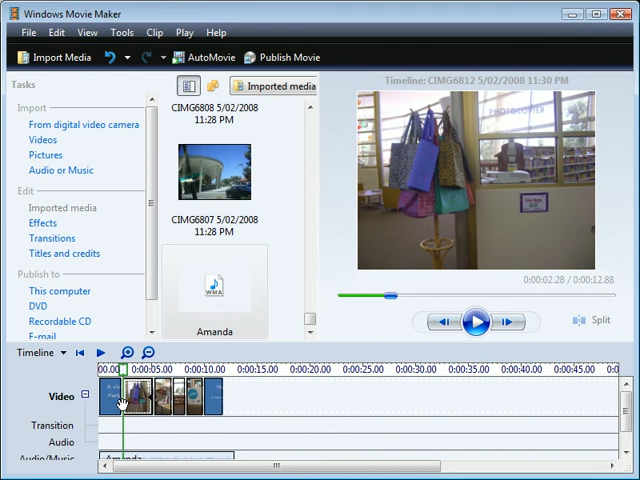 Windows Movie Maker
File Edit View Tools Clip Play Help
Import Media AutoMovie Publish Movie
Tasks
Import
From digital video camera
Videos
Pictures
Audio or Music
Edit
Imported media
Effects
Transitions
Titles and credits
Publish to
This computer
DVD
Recordable CD
E-mail
Imported media
CIMG6808 5/02/2008
11:28 PM
CIMG6807 5/02/2008
11:28 PM
WMA
Amanda
Timeline: CIMG6812 5/02/2008 11:30 PM
PHOTOCOPIER
0:00:02.28 / 0:00:12.88
Split
Timeline
00.00 0:00:05.00 0:00:10.00 0:00:15.00 0:00:20.00 0:00:25.00 0:00:30.00 0:00:35.00 0:00:40.00 0:00:45.00 0:0
Video
Transition
Audio
Audio/Music Amanda